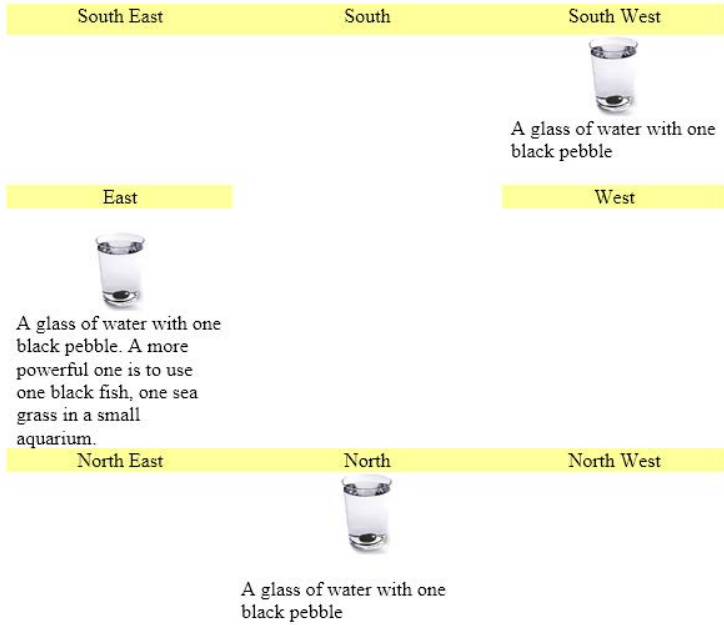 South East South South West
A glass of water with one
black pebble
East West
A glass of water with one
black pebble. A more
powerful one is to use
one black fish, one sea
grass in a small
aquarium.
North East North North West
A glass of water with one
black pebble